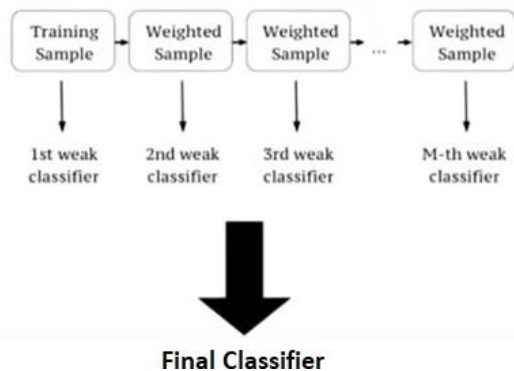 Training Sample
Weighted Sample
Weighted Sample
...
Weighted Sample
1st weak classifier
2nd weak classifier
3rd weak classifier
M-th weak classifier
Final Classifier